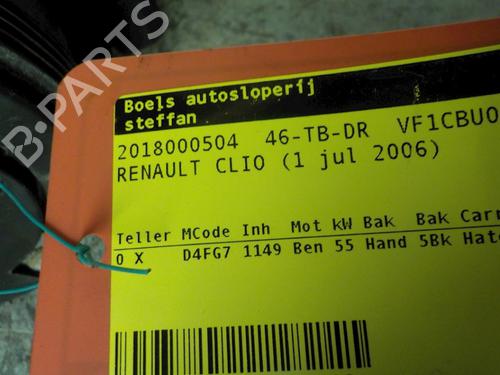 B-PARTS
Boels autosloperij
steffan
2018000504 46-TB-DR VF1CBU0
RENAULT CLIO (1 jul 2006)
Teller MCode Inh Mot kW Bak Bak Carr
0 X D4FG7 1149 Ben 55 Hand 5Bk Hat